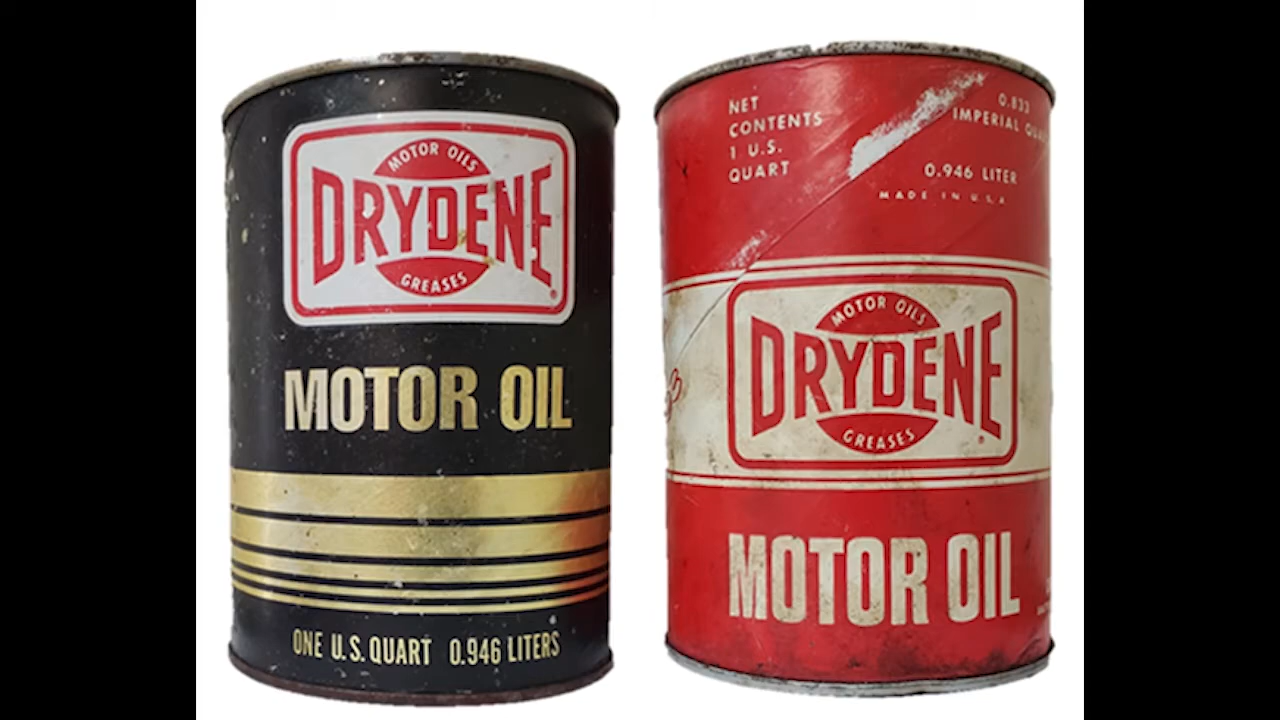 MOTOR OILS
DRYDENE
GREASES
®
MOTOR OIL
ONE U.S. QUART 0.946 LITERS
NET
CONTENTS
1 U.S.
QUART
0.833
IMPERIAL
0.946 LITER
MADE IN U.S.A
MOTOR OILS
DRYDENE
GREASES
®
MOTOR OIL